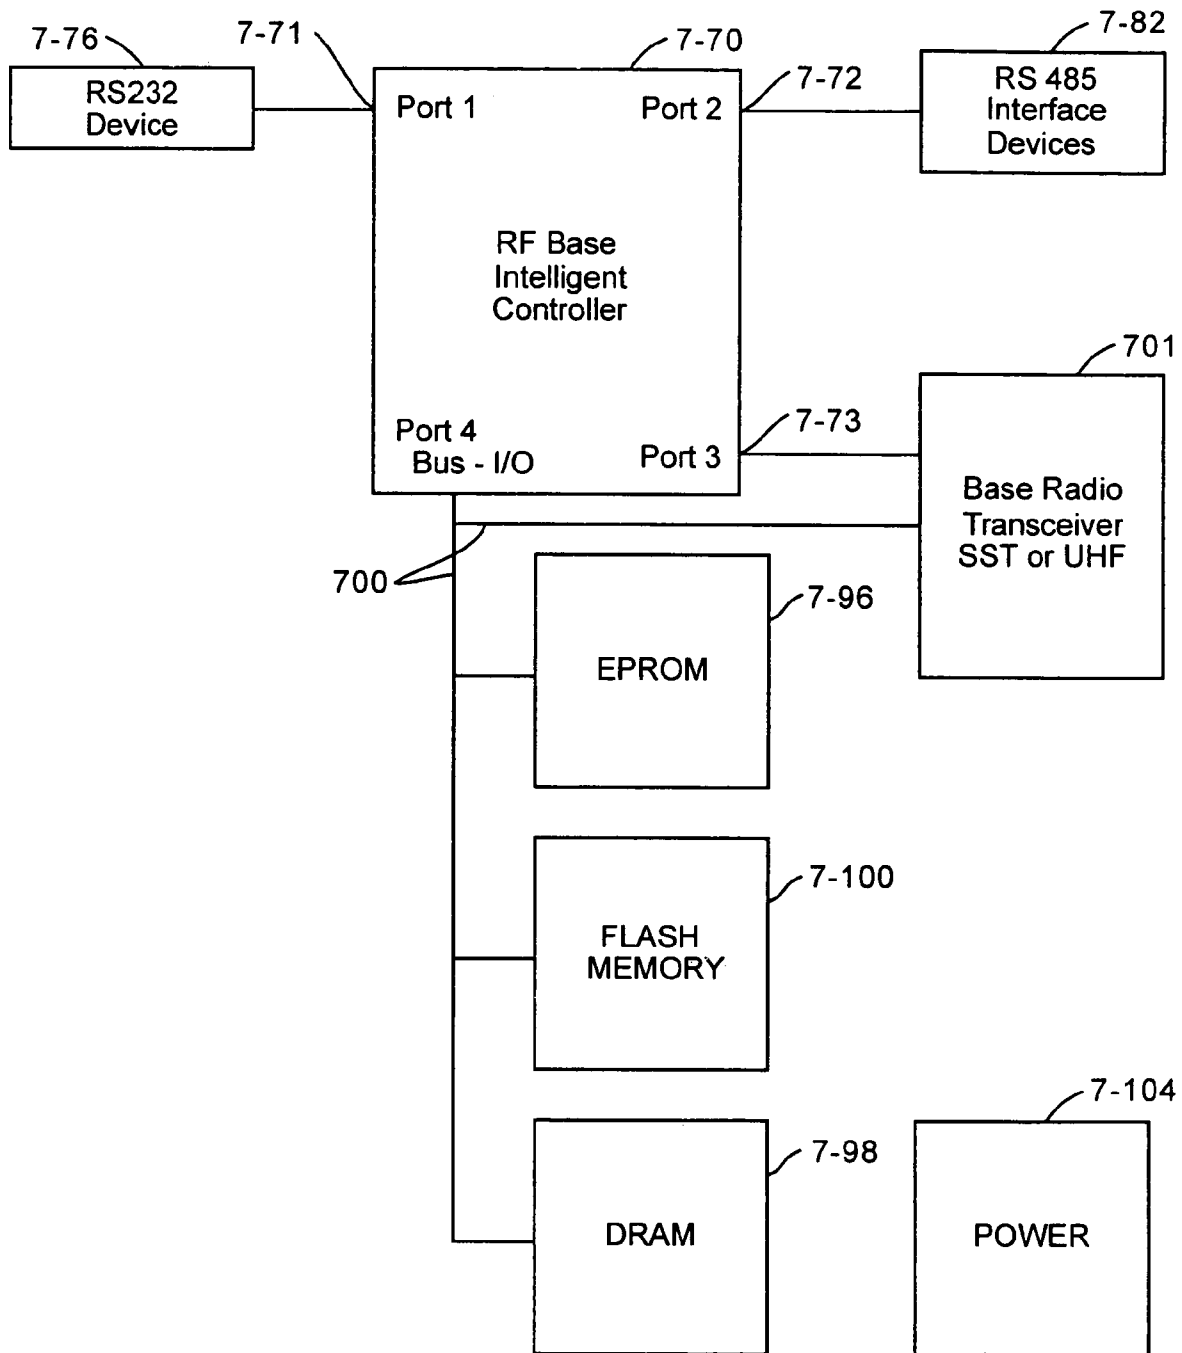 7-76
7-71
7-70
7-82
RS232
Device
Port 1
Port 2
7-72
RS 485
Interface
Devices
RF Base
Intelligent
Controller
701
Port 4
Bus - I/O
Port 3
7-73
Base Radio
Transceiver
SST or UHF
700
7-96
EPROM
7-100
FLASH
MEMORY
7-104
7-98
DRAM
POWER